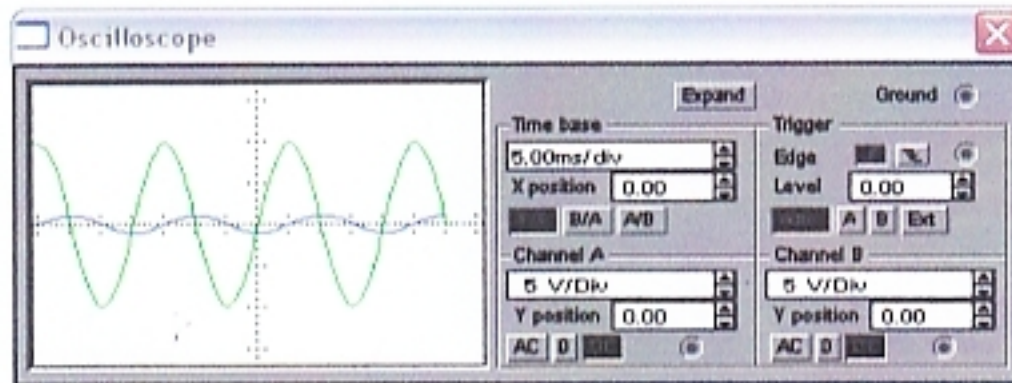 Oscilloscope
Expand Ground
Time base Trigger
5.00ms/div Edge
X position 0.00 Level 0.00
B/A A/B A B Ext
Channel A Channel B
5 V/Div 5 V/Div
Y position 0.00 Y position 0.00
AC 0 AC 0